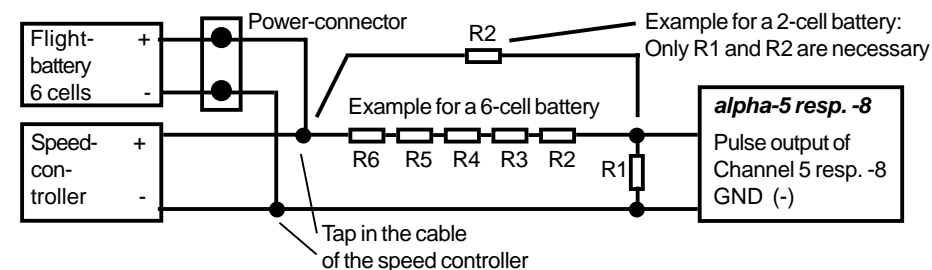 Flight-
battery
6 cells
+
-
Power-connector
R2
Example for a 2-cell battery:
Only R1 and R2 are necessary
Example for a 6-cell battery
Speed-
con-
troller
+
-
R6 R5 R4 R3 R2
R1
alpha-5 resp. -8
Pulse output of
Channel 5 resp. -8
GND (-)
Tap in the cable
of the speed controller